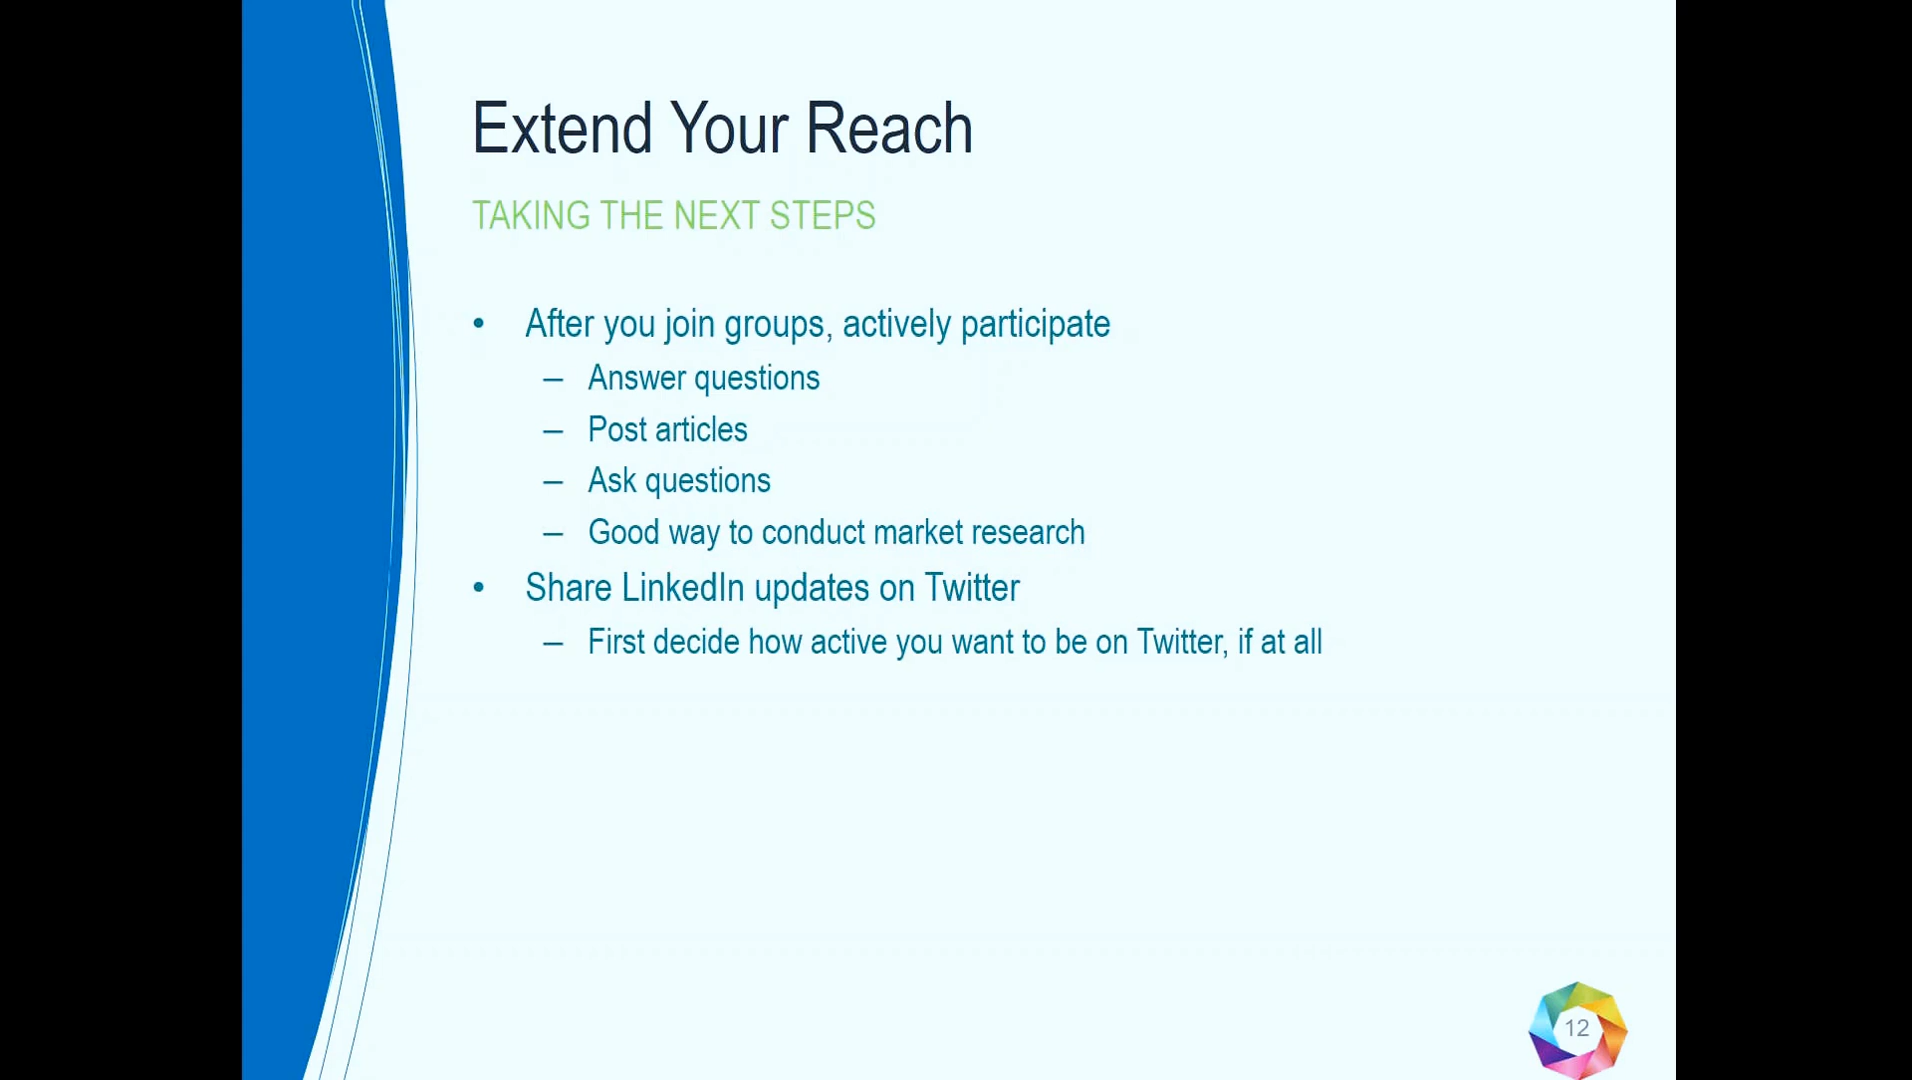 Extend Your Reach
TAKING THE NEXT STEPS
• After you join groups, actively participate
– Answer questions
– Post articles
– Ask questions
– Good way to conduct market research
• Share LinkedIn updates on Twitter
– First decide how active you want to be on Twitter, if at all
12